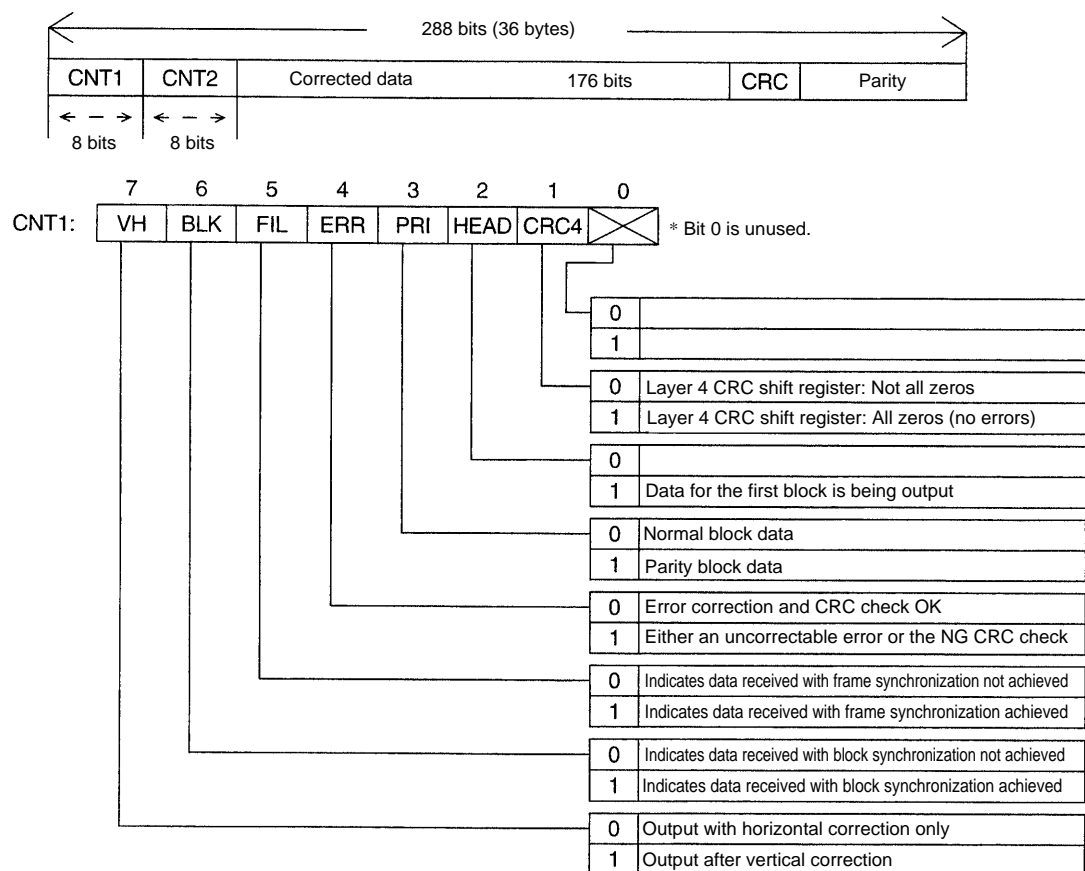 288 bits (36 bytes)
CNT1 CNT2 Corrected data 176 bits CRC Parity
8 bits 8 bits
7 6 5 4 3 2 1 0
CNT1: VH BLK FIL ERR PRI HEAD CRC4 * Bit 0 is unused.
0
1
0 Layer 4 CRC shift register: Not all zeros
1 Layer 4 CRC shift register: All zeros (no errors)
0
1 Data for the first block is being output
0 Normal block data
1 Parity block data
0 Error correction and CRC check OK
1 Either an uncorrectable error or the NG CRC check
0 Indicates data received with frame synchronization not achieved
1 Indicates data received with frame synchronization achieved
0 Indicates data received with block synchronization not achieved
1 Indicates data received with block synchronization achieved
0 Output with horizontal correction only
1 Output after vertical correction